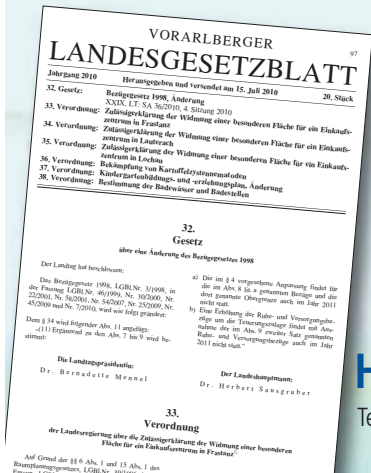 VORARLBERGER
97
LANDESGESETZBLATT
Jahrgang 2010 Herausgegeben und versendet am 15. Juli 2010 20. Stück
32. Gesetz: Bezügegesetz 1998, Änderung
XXIX. LT: SA 36/2010, 4. Sitzung 2010
33. Verordnung: Zulässigerklärung der Widmung einer besonderen Fläche für ein Einkaufs-
zentrum in Frastanz
34. Verordnung: Zulässigerklärung der Widmung einer besonderen Fläche für ein Einkaufs-
zentrum in Lauterach
35. Verordnung: Zulässigerklärung der Widmung einer besonderen Fläche für ein Einkaufs-
zentrum in Lochau
36. Verordnung: Bekämpfung von Kartoffelzystennematoden
37. Verordnung: Kindergartenbildungs- und -erziehungsplan, Änderung
38. Verordnung: Bestimmung der Badewässer und Badestellen
32.
Gesetz
über eine Änderung des Bezügegesetzes 1998
Der Landtag hat beschlossen:
Das Bezügegesetz 1998, LGBl.Nr. 3/1998, in
der Fassung LGBl.Nr. 46/1999, Nr. 30/2000, Nr.
22/2001, Nr. 58/2001, Nr. 54/2007, Nr. 25/2009, Nr.
45/2009 und Nr. 7/2010, wird wie folgt geändert:
Dem § 34 wird folgender Abs. 11 angefügt:
„(11) Ergänzend zu den Abs. 7 bis 9 wird be-
stimmt:
a) Die im § 4 vorgesehene Anpassung findet für
die im Abs. 8 lit. a genannten Bezüge und die
dort genannte Obergrenze auch im Jahr 2011
nicht statt.
b) Eine Erhöhung der Ruhe- und Versorgungsbe-
züge um die Teuerungszulage findet mit Aus-
nahme der im Abs. 9 zweiter Satz genannten
Ruhe- und Versorgungsbezüge auch im Jahr
2011 nicht statt.“
Die Landtagspräsidentin:
Dr. Bernadette Mennel
Der Landeshauptmann:
Dr. Herbert Sausgruber
33.
Verordnung
der Landesregierung über die Zulässigerklärung der Widmung einer besonderen
Fläche für ein Einkaufszentrum in Frastanz
Auf Grund der §§ 6 Abs. 1 und 15 Abs. 1 des
Raumplanungsgesetzes, LGBl.Nr.
H
Te